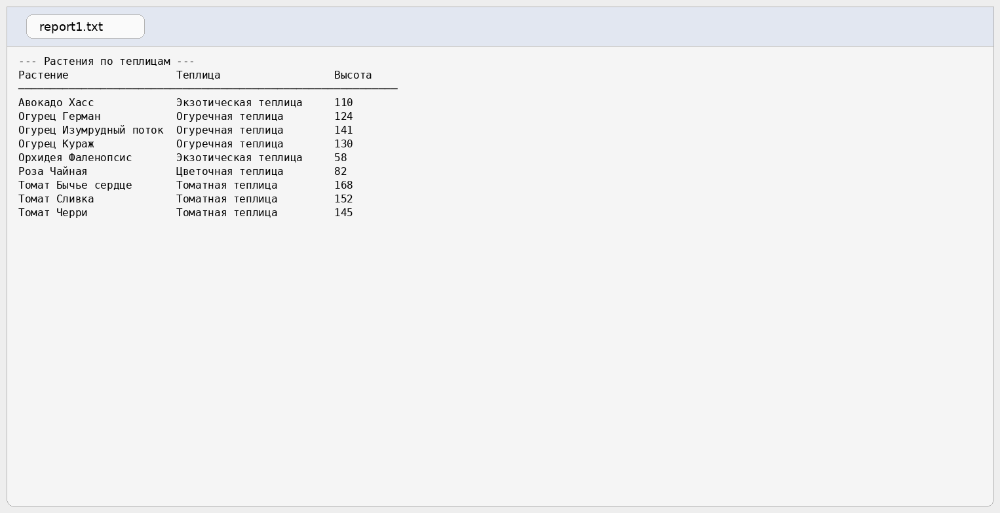 report1.txt
--- Растения по теплицам ---
Растение                 Теплица                  Высота
────────────────────────────────────────────────────────────
Авокадо Хасс             Экзотическая теплица     110
Огурец Герман            Огуречная теплица        124
Огурец Изумрудный поток  Огуречная теплица        141
Огурец Кураж             Огуречная теплица        130
Орхидея Фаленопсис       Экзотическая теплица     58
Роза Чайная              Цветочная теплица        82
Томат Бычье сердце       Томатная теплица         168
Томат Сливка             Томатная теплица         152
Томат Черри              Томатная теплица         145